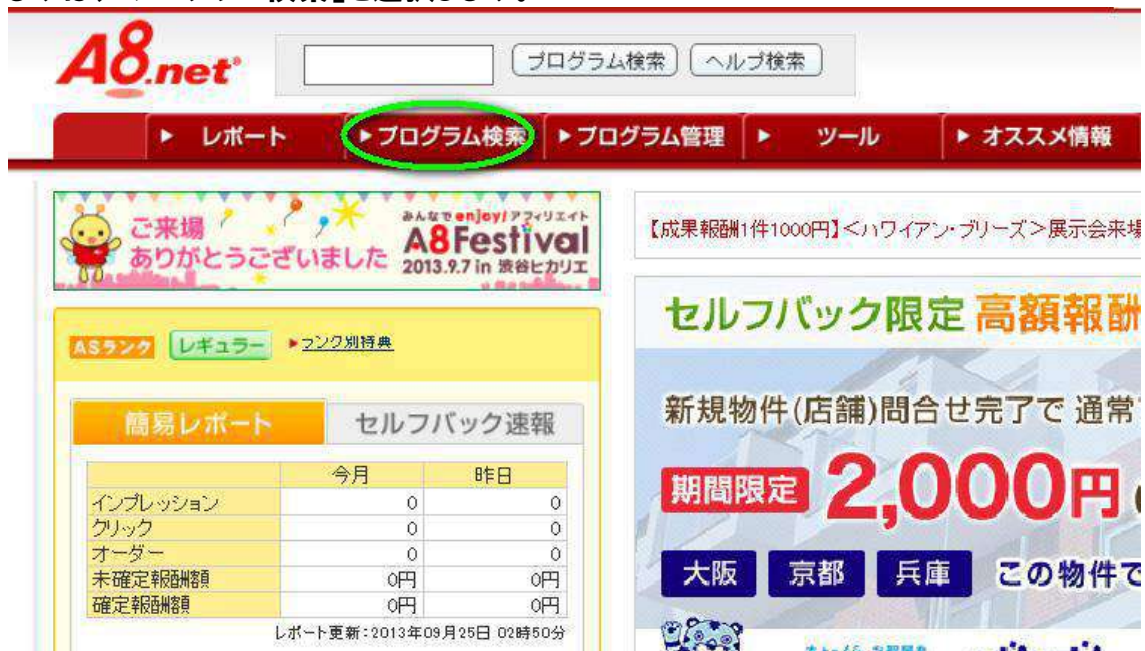 A8.net
プログラム検索 ヘルプ検索
▶ レポート ▶プログラム検索 ▶プログラム管理 ▶ ツール ▶ オススメ情報
ご来場
ありがとうございました
みんなでenjoy!アフィリエイト
A8Festival
2013.9.7 in 渋谷ヒカリエ
【成果報酬1件1000円】<ハワイアン・ブリーズ>展示会来場
ASランク レギュラー ▶ランク別特典
セルフバック限定 高額報酬
簡易レポート セルフバック速報
新規物件(店舗)問合せ完了で 通常
今月 昨日
インプレッション 0 0
クリック 0 0
オーダー 0 0
未確定報酬額 0円 0円
確定報酬額 0円 0円
レポート更新:2013年09月25日 02時50分
期間限定 2,000円
大阪 京都 兵庫 この物件で